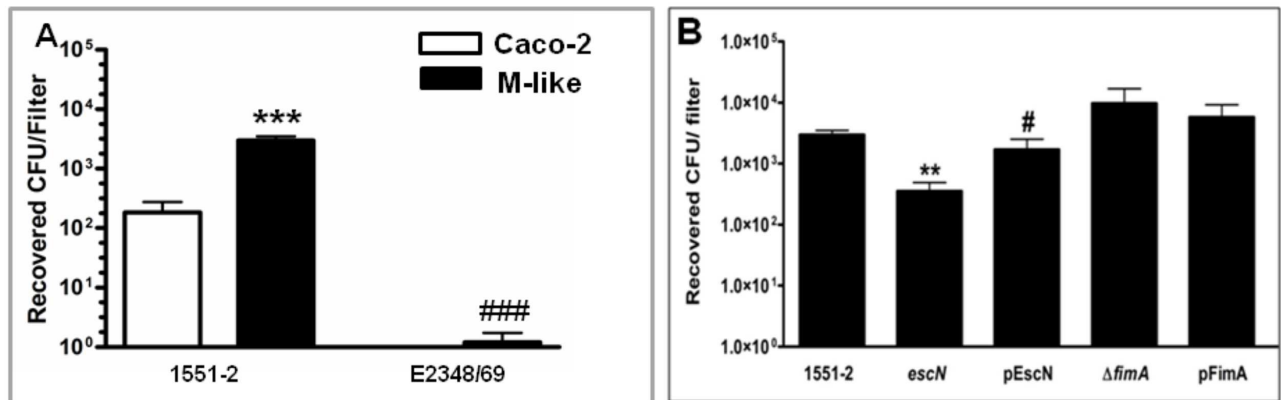 A
Recovered CFU/Filter
10⁵
10⁴
10³
10²
10¹
10⁰
Caco-2
M-like
***
###
1551-2
E2348/69
B
Recovered CFU/ filter
1.0×10⁵
1.0×10⁴
1.0×10³
1.0×10²
1.0×10¹
1.0×10⁰
**
#
1551-2
escN
pEscN
ΔfimA
pFimA